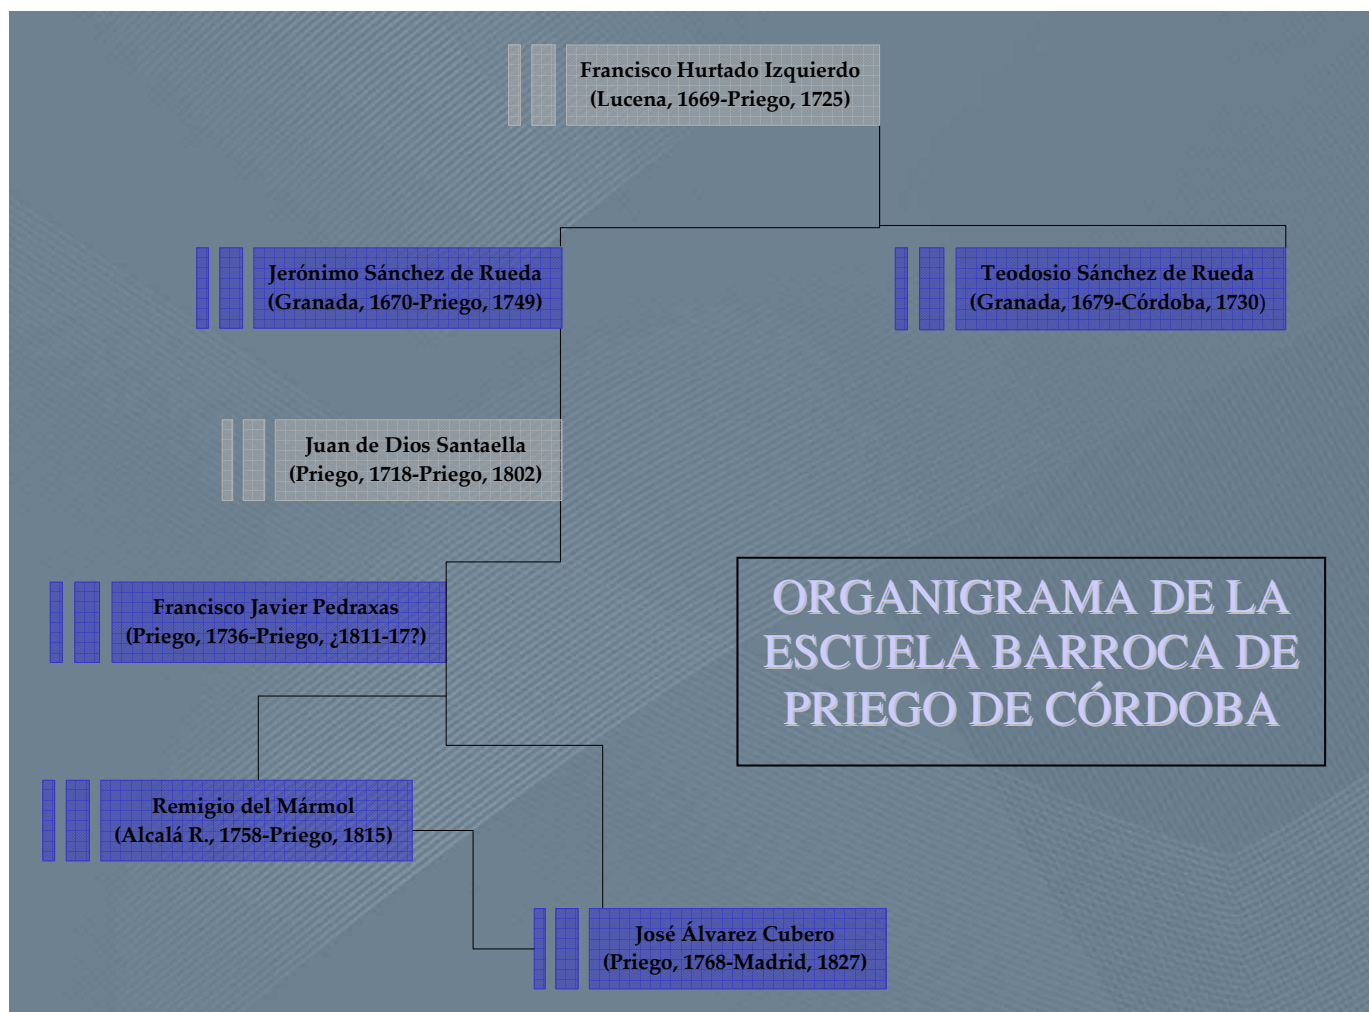 Francisco Hurtado Izquierdo
(Lucena, 1669-Priego, 1725)
Jerónimo Sánchez de Rueda
(Granada, 1670-Priego, 1749)
Teodosio Sánchez de Rueda
(Granada, 1679-Córdoba, 1730)
Juan de Dios Santaella
(Priego, 1718-Priego, 1802)
Francisco Javier Pedraxas
(Priego, 1736-Priego, ¿1811-17?)
ORGANIGRAMA DE LA
ESCUELA BARROCA DE
PRIEGO DE CÓRDOBA
Remigio del Mármol
(Alcalá R., 1758-Priego, 1815)
José Álvarez Cubero
(Priego, 1768-Madrid, 1827)